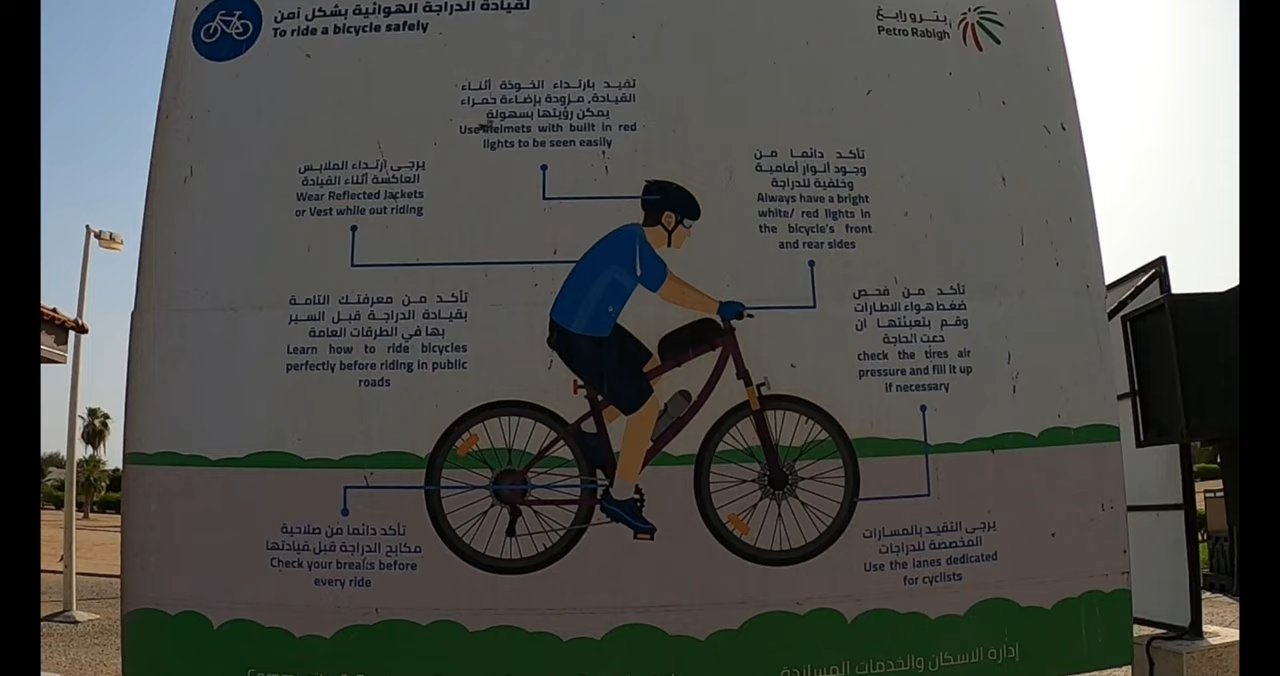 لقيادة الدراجة الهوائية بشكل آمن
To ride a bicycle safely
بترورابغ
Petro Rabigh
تقيد بارتداء الخوذة أثناء
القيادة, مزودة بإضاءة حمراء
يمكن رؤيتها بسهولة
Use helmets with built in red
lights to be seen easily
يرجى ارتداء الملابس
العاكسة أثناء القيادة
Wear Reflected Jackets
or Vest while out riding
تأكد دائما من
وجود أنوار أمامية
وخلفية للدراجة
Always have a bright
white/ red lights in
the bicycle's front
and rear sides
تأكد من معرفتك التامة
بقيادة الدراجة قبل السير
بها في الطرقات العامة
Learn how to ride bicycles
perfectly before riding in public
roads
تأكد من فحص
ضغط هواء الاطارات
وقم بتعبئتها ان
دعت الحاجة
check the tires air
pressure and fill it up
if necessary
تأكد دائما من صلاحية
مكابح الدراجة قبل قيادتها
Check your breaks before
every ride
يرجى التقيد بالمسارات
المخصصة للدراجات
Use the lanes dedicated
for cyclists
إدارة الاسكان والخدمات المساندة